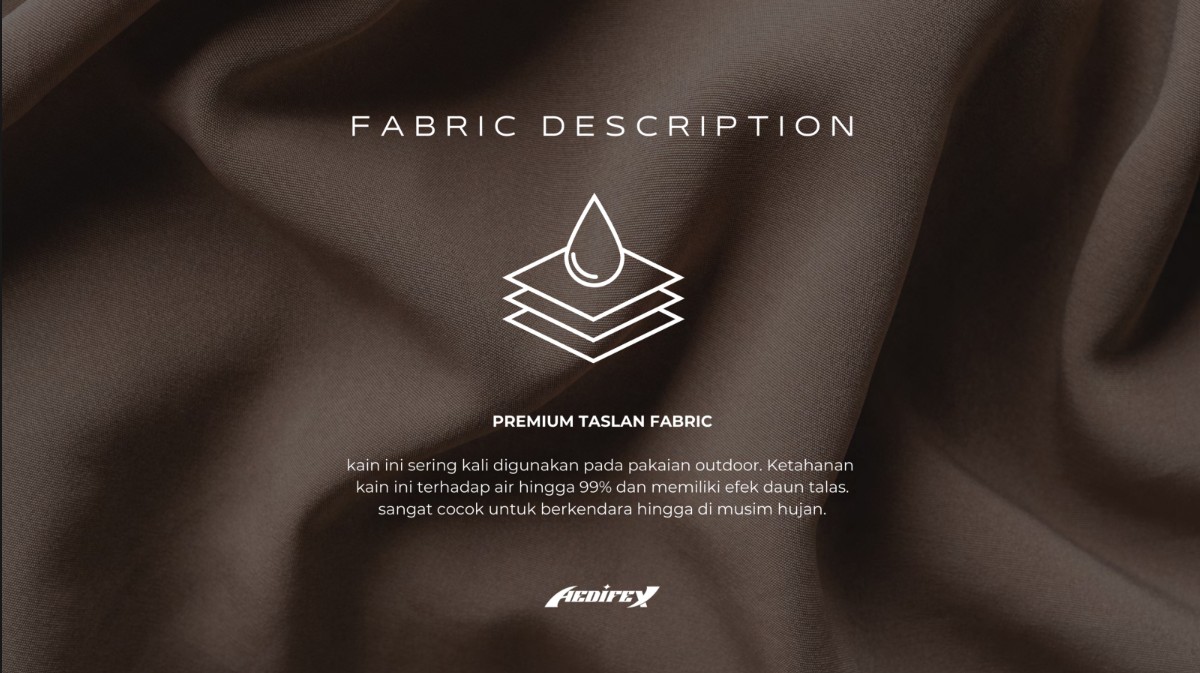 FABRIC DESCRIPTION
PREMIUM TASLAN FABRIC
kain ini sering kali digunakan pada pakaian outdoor. Ketahanan
kain ini terhadap air hingga 99% dan memiliki efek daun talas.
sangat cocok untuk berkendara hingga di musim hujan.
AEDIFEX